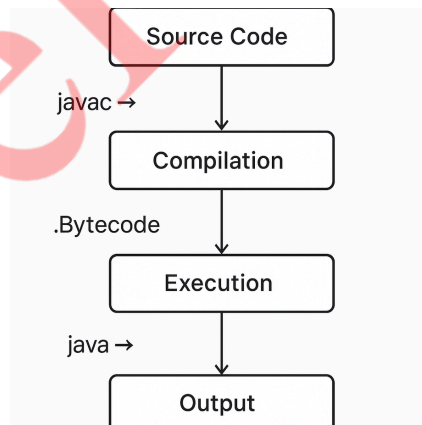 Source Code
javac →
Compilation
.Bytecode
Execution
java →
Output